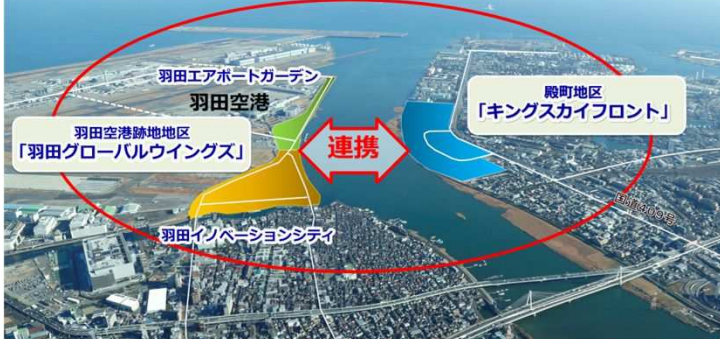 羽田エアポートガーデン
羽田空港
羽田空港跡地地区
「羽田グローバルウイングズ」
連携
殿町地区
「キングスカイフロント」
国道409号
羽田イノベーションシティ